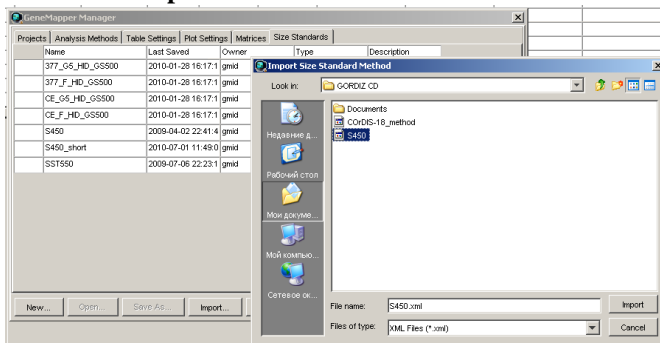 GeneMapper Manager
Projects Analysis Methods Table Settings Plot Settings Matrices Size Standards
Name Last Saved Owner Type Description
377_G5_HID_GS500 2010-01-28 16:17:1 gmid
377_F_HID_GS500 2010-01-28 16:17:1 gmid
CE_G5_HID_GS500 2010-01-28 16:17:1 gmid
CE_F_HID_GS500 2010-01-28 16:17:1 gmid
S450 2009-04-02 22:41:4 gmid
S450_short 2010-07-01 11:49:0 gmid
SST550 2009-07-06 22:23:1 gmid
New... Open... Save As... Import...
Import Size Standard Method
Look in: GORDIZ CD
Недавние д...
Рабочий стол
Мои докуме...
Мой компью...
Сетевое ок...
Documents
COrDIS-18_method
S450
File name: S450.xml Import
Files of type: XML Files (*.xml) Cancel